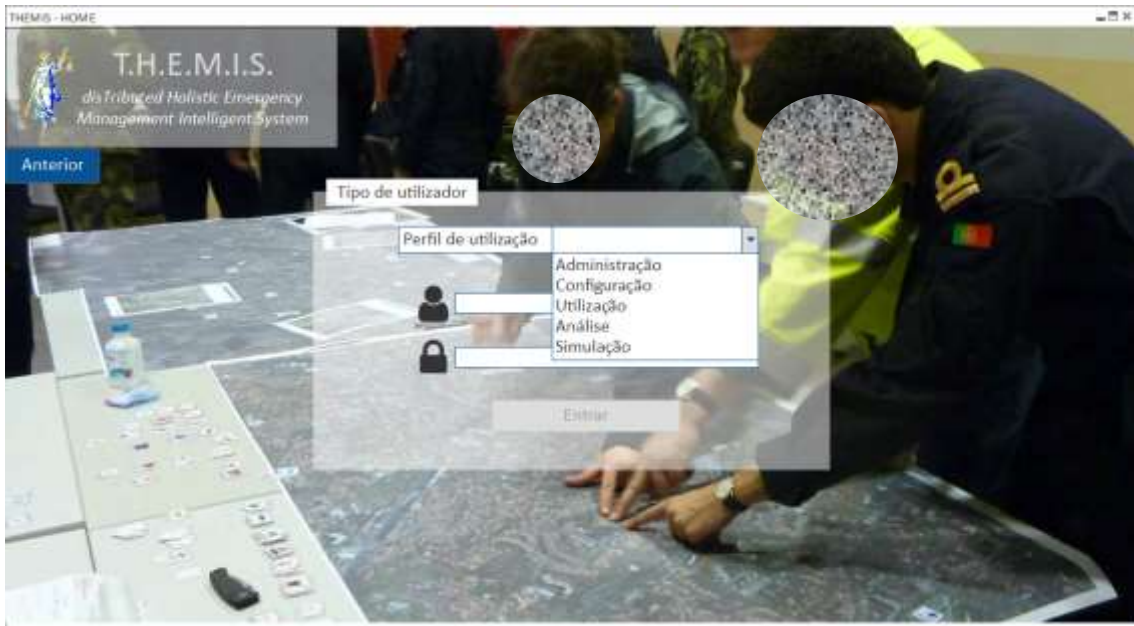 THEMIS - HOME
T.H.E.M.I.S.
disTributed Holistic Emergency
Management Intelligent System
Anterior
Tipo de utilizador
Perfil de utilização
Administração
Configuração
Utilização
Análise
Simulação
Entrar